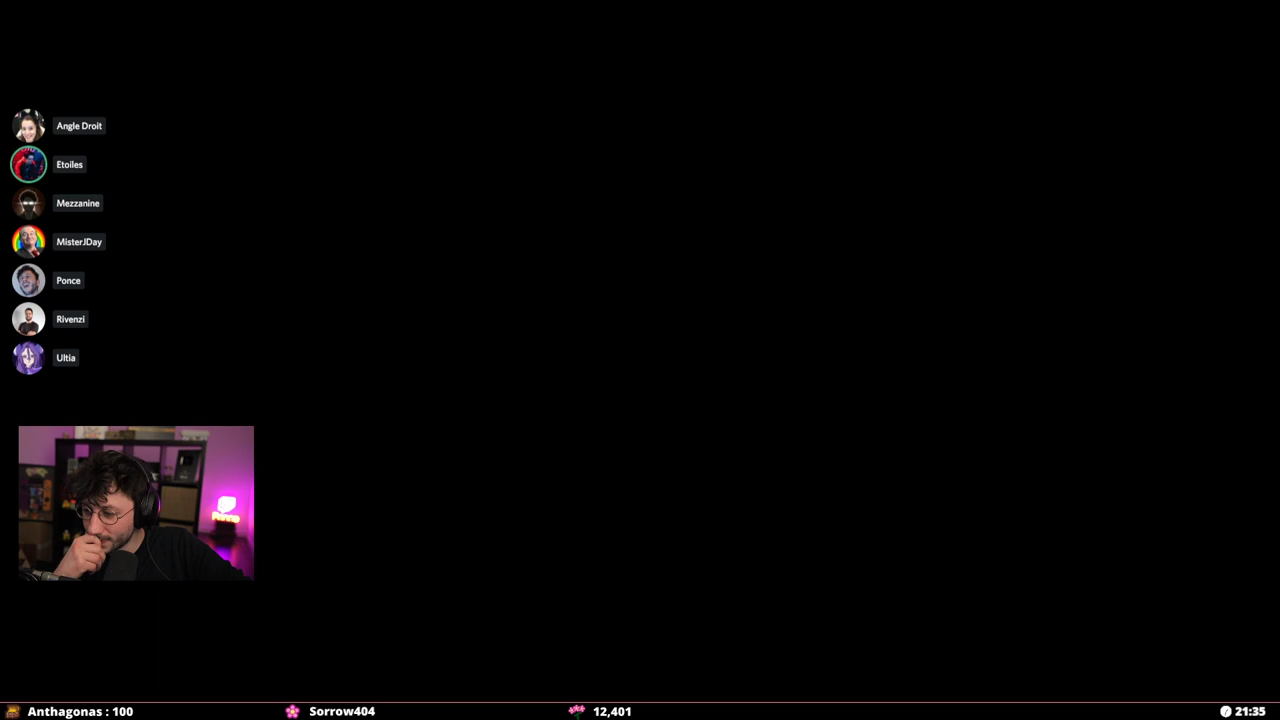 Angle Droit
Etoiles
Mezzanine
MisterJDay
Ponce
Rivenzi
Ultia
Anthagonas : 100
Sorrow404
12,401
21:35